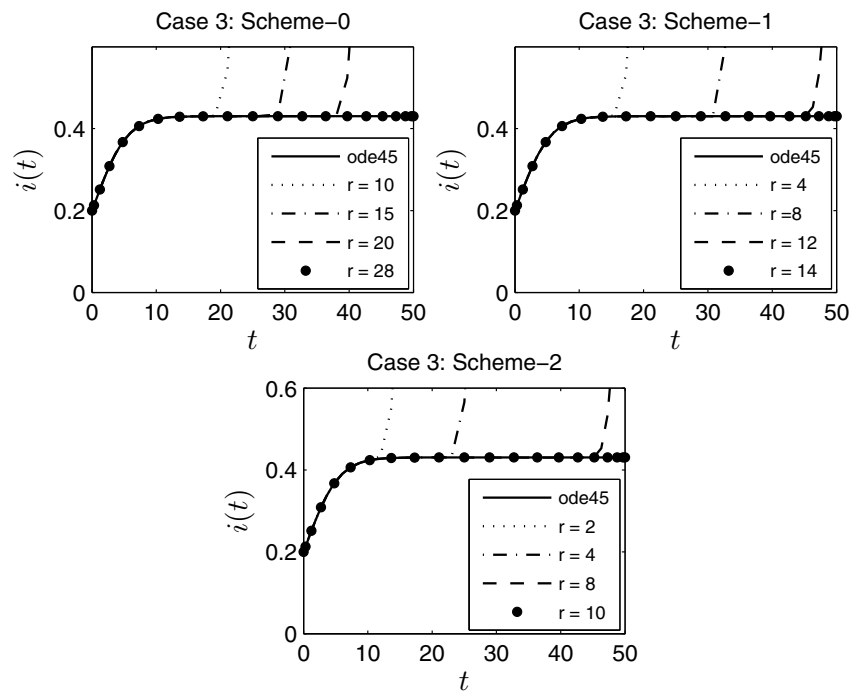 Case 3: Scheme-0
i(t)
0.4
0.2
0
ode45
r = 10
r = 15
r = 20
r = 28
0 10 20 30 40 50
t
Case 3: Scheme-1
i(t)
0.4
0.2
0
ode45
r = 4
r =8
r = 12
r = 14
0 10 20 30 40 50
t
Case 3: Scheme-2
i(t)
0.6
0.4
0.2
0
ode45
r = 2
r = 4
r = 8
r = 10
0 10 20 30 40 50
t